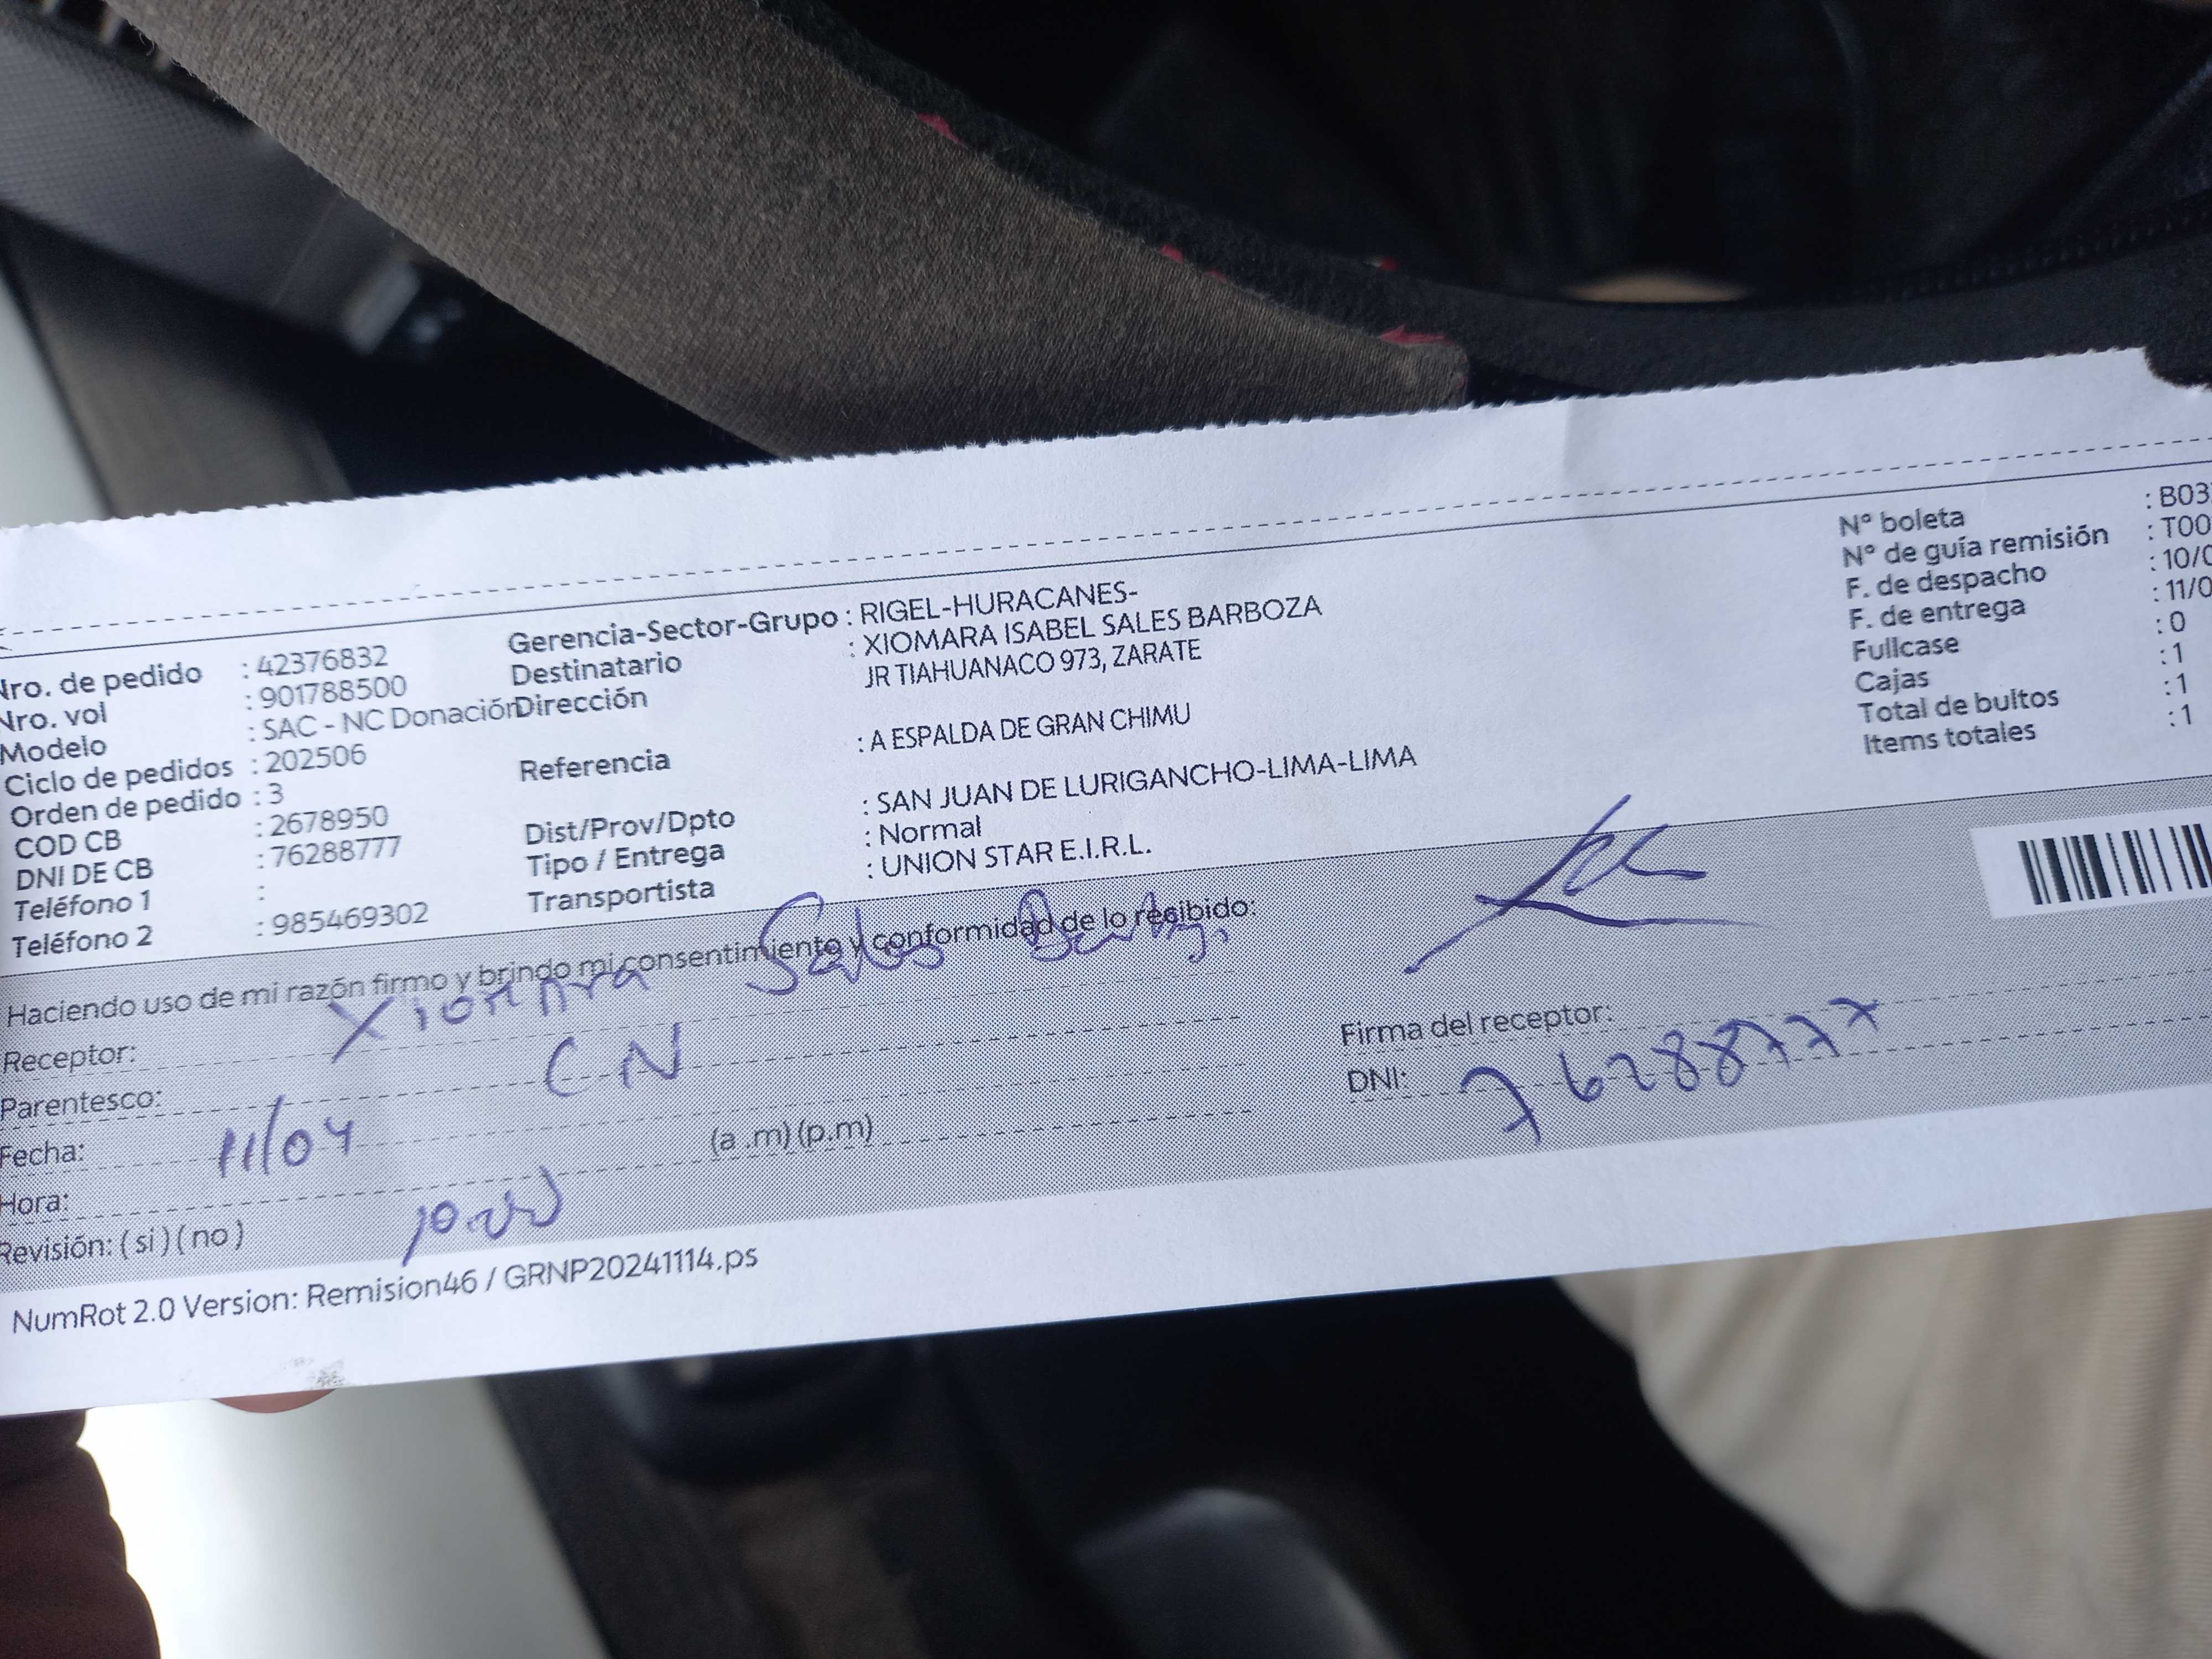 Nro. de pedido : 42376832
Nro. vol : 901788500
Modelo : SAC - NC Donación
Ciclo de pedidos : 202506
Orden de pedido : 3
COD CB : 2678950
DNI DE CB : 76288777
Teléfono 1 :
Teléfono 2 : 985469302
Gerencia-Sector-Grupo : RIGEL-HURACANES-
Destinatario : XIOMARA ISABEL SALES BARBOZA
Dirección JR TIAHUANACO 973, ZARATE
Referencia : A ESPALDA DE GRAN CHIMU
Dist/Prov/Dpto : SAN JUAN DE LURIGANCHO-LIMA-LIMA
Tipo / Entrega : Normal
Transportista : UNION STAR E.I.R.L.
N° boleta : B03
N° de guía remisión : T00
F. de despacho : 10/0
F. de entrega : 11/0
Fullcase : 0
Cajas : 1
Total de bultos : 1
Items totales : 1
Haciendo uso de mi razón firmo y brindo mi consentimiento y conformidad de lo recibido:
Receptor: Xiomara Sales
Parentesco: CN
Fecha: 11/04
Hora: (a .m) (p.m)
Revisión: ( si ) ( no )
Firma del receptor:
DNI: 76288777
NumRot 2.0 Version: Remision46 / GRNP20241114.ps